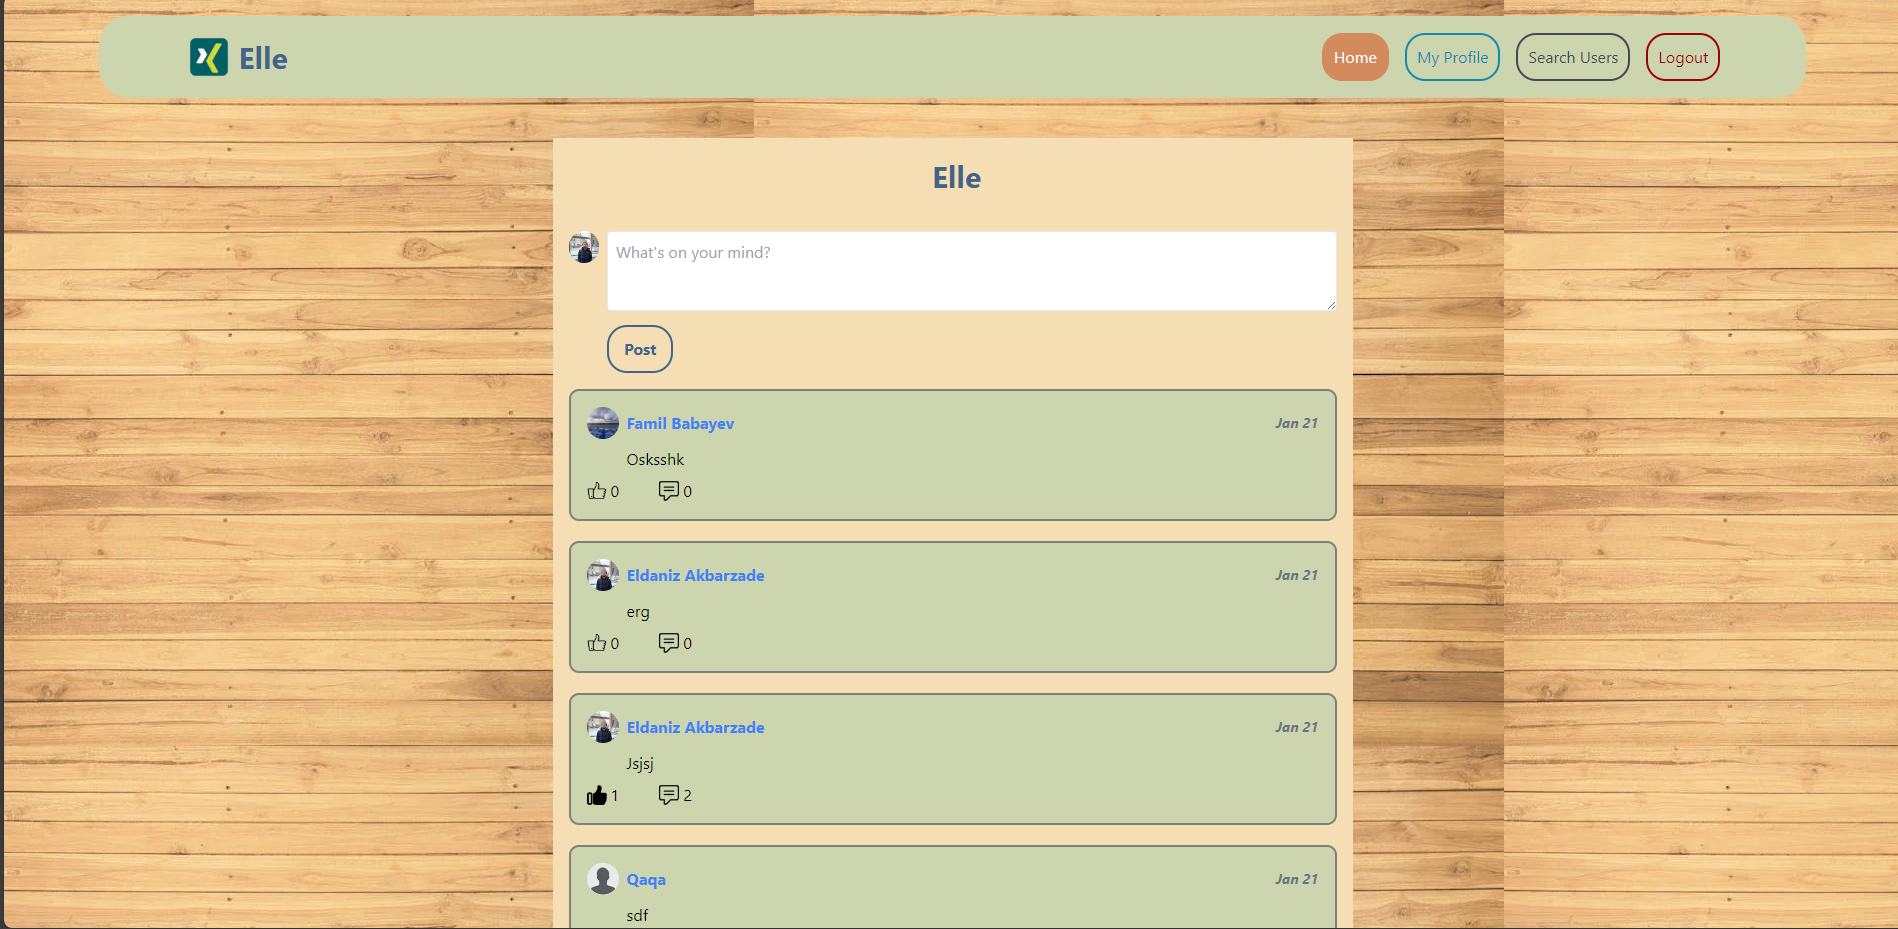 Elle
Home
My Profile
Search Users
Logout
Elle
What's on your mind?
Post
Famil Babayev
Jan 21
Osksshk
0
0
Eldaniz Akbarzade
Jan 21
erg
0
0
Eldaniz Akbarzade
Jan 21
Jsjsj
1
2
Qaqa
Jan 21
sdf